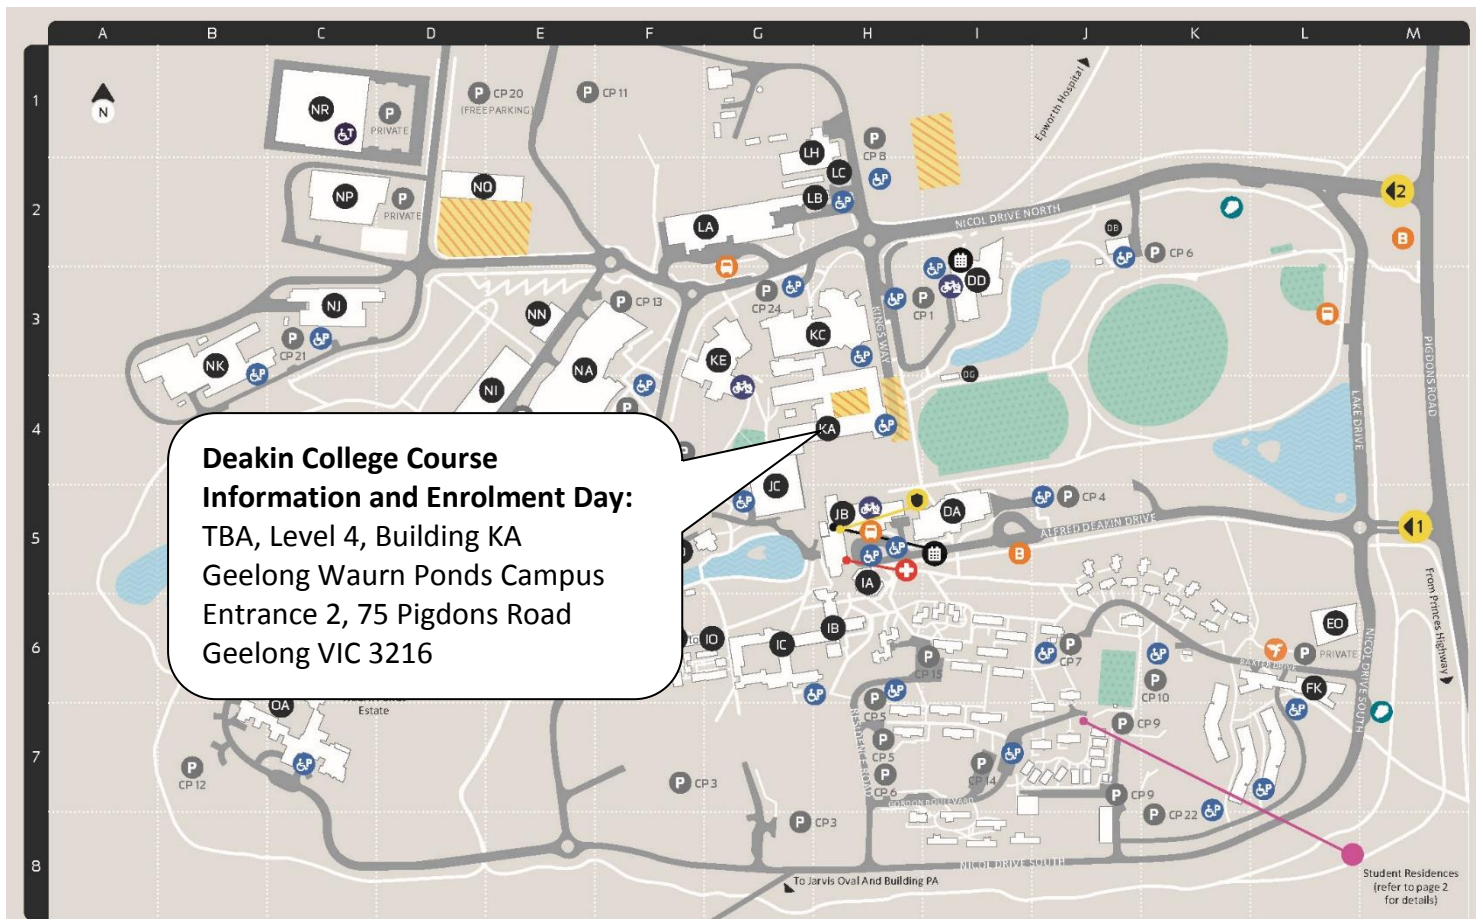 A B C D E F G H I J K L M
1
2
3
4
5
6
7
8
N
NR
P
PRIVATE
P CP 20
(FREE PARKING)
P CP 11
Epworth Hospital
LH
P
CP 8
LC
NP
P
PRIVATE
NQ
LB
LA
NICOL DRIVE NORTH
DB
P CP 6
2
B
NJ
P
CP 21
NK
NN
P CP 13
P
CP 24
KC
KINGS WAY
P
CP 1
DD
KE
NA
NI
DG
PIGDONS ROAD
LAKE DRIVE
P
KA
Deakin College Course
Information and Enrolment Day:
TBA, Level 4, Building KA
Geelong Waurn Ponds Campus
Entrance 2, 75 Pigdons Road
Geelong VIC 3216
JC
JB
DA
P CP 4
ALFRED DEAKIN DRIVE
B
1
IA
From Princes Highway
IO
IC
IB
P
CP 15
P
CP 7
EO
P
PRIVATE
BAXTER DRIVE
NICOL DRIVE SOUTH
FK
P
CP 10
OA
Estate
P
CP 5
P
CP 9
RESIDENCE ROAD
P
CP 5
P
CP 12
P CP 3
P
CP 6
P
CP 14
GORDON BOULEVARD
P
CP 9
P CP 22
P CP 3
NICOL DRIVE SOUTH
To Jarvis Oval And Building PA
Student Residences
(refer to page 2
for details)